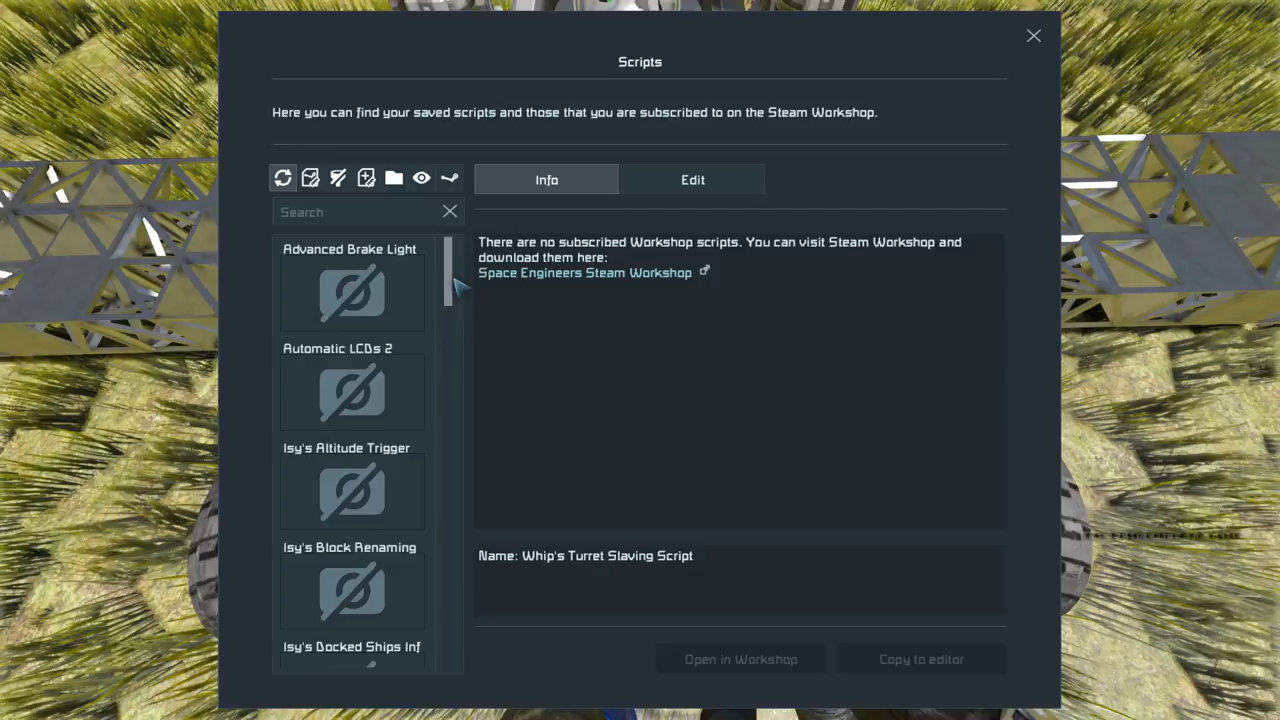 Scripts
Here you can find your saved scripts and those that you are subscribed to on the Steam Workshop.
Info
Edit
Search
Advanced Brake Light
Automatic LCDs 2
Isy's Altitude Trigger
Isy's Block Renaming
Isy's Docked Ships Inf
There are no subscribed Workshop scripts. You can visit Steam Workshop and
download them here:
Space Engineers Steam Workshop
Name: Whip's Turret Slaving Script
Open in Workshop
Copy to editor